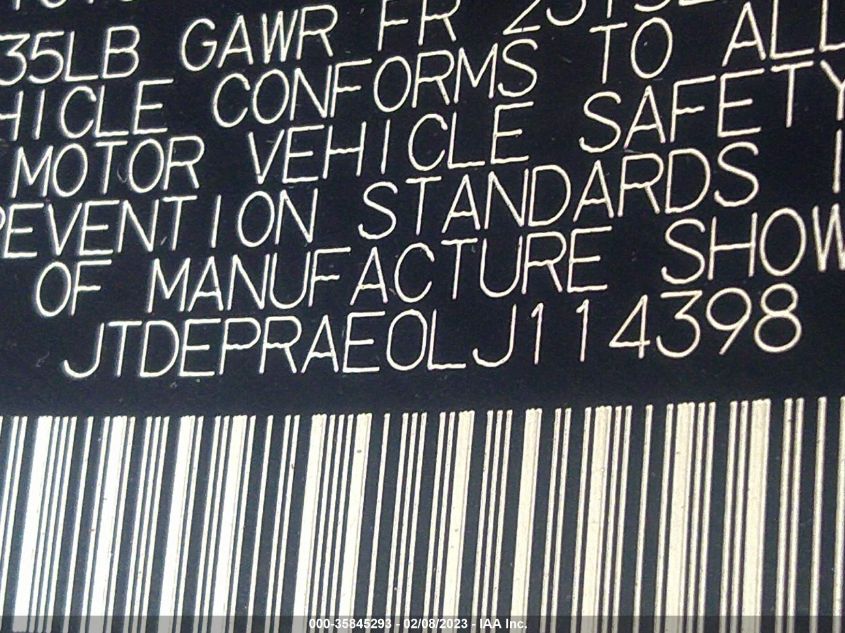 35LB GAWR FR
HICLE CONFORMS TO ALL
MOTOR VEHICLE SAFETY
EVENTION STANDARDS I
OF MANUFACTURE SHOW
JTDEPRAE0LJ114398
000-35845293 - 02/08/2023 - IAA Inc.